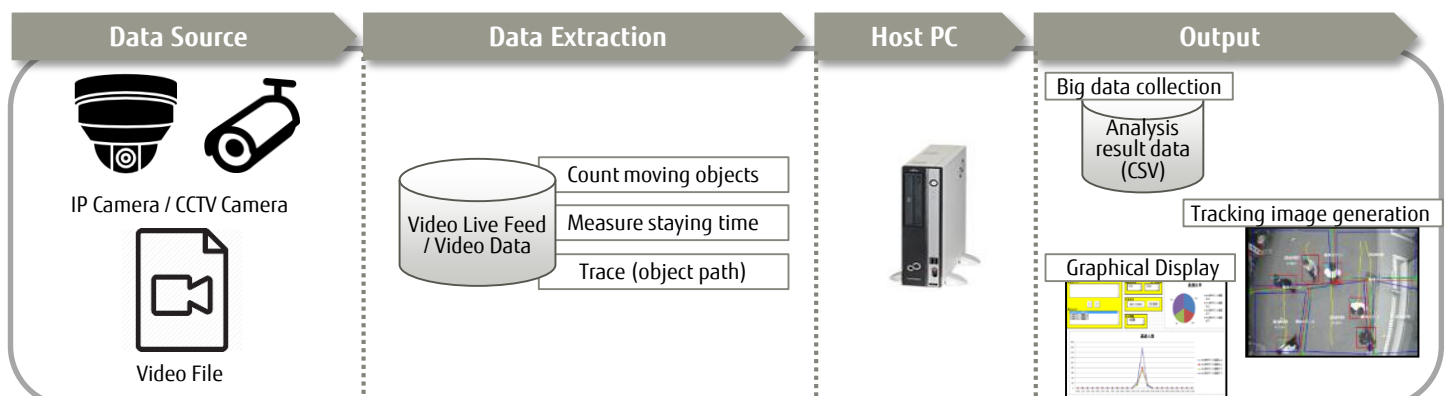 Data Source
Data Extraction
Host PC
Output
IP Camera / CCTV Camera
Video File
Video Live Feed
/ Video Data
Count moving objects
Measure staying time
Trace (object path)
Big data collection
Analysis
result data
(CSV)
Tracking image generation
Graphical Display